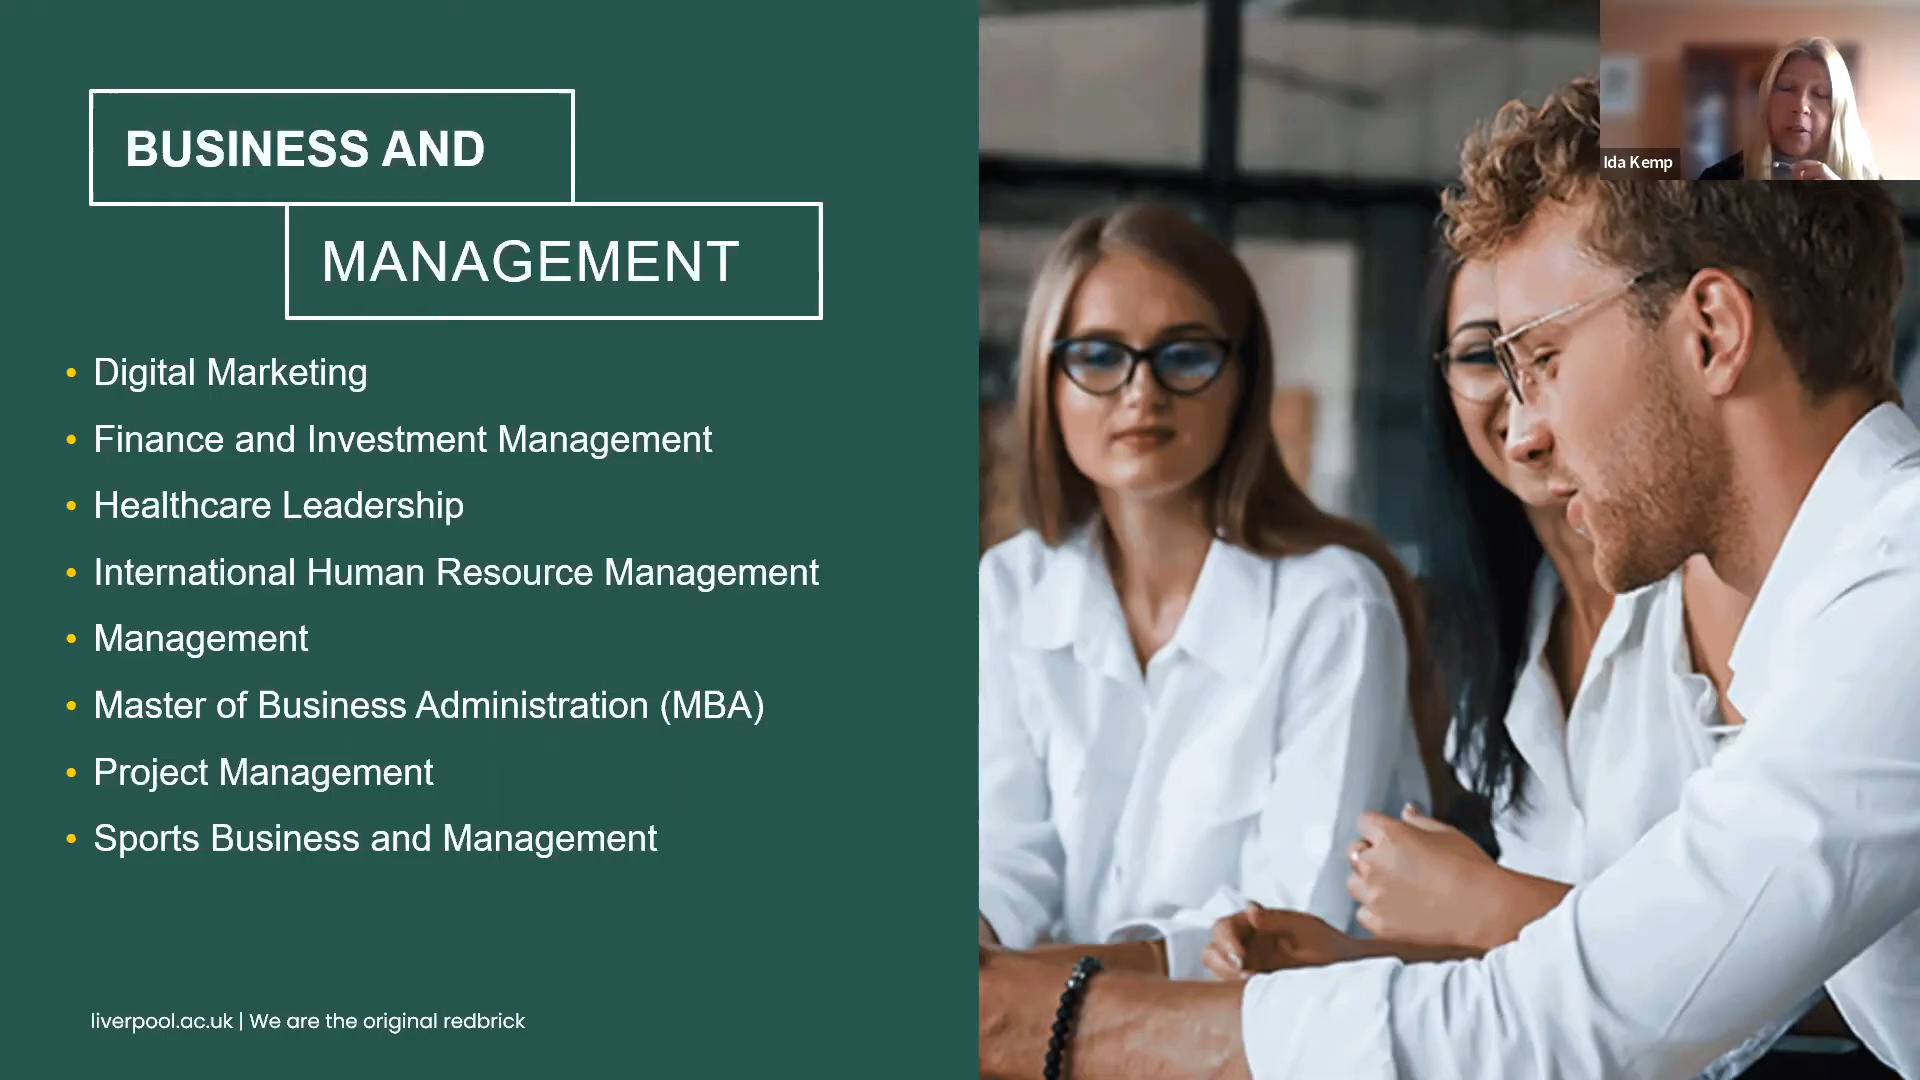 BUSINESS AND
MANAGEMENT
• Digital Marketing
• Finance and Investment Management
• Healthcare Leadership
• International Human Resource Management
• Management
• Master of Business Administration (MBA)
• Project Management
• Sports Business and Management
liverpool.ac.uk | We are the original redbrick
Ida Kemp